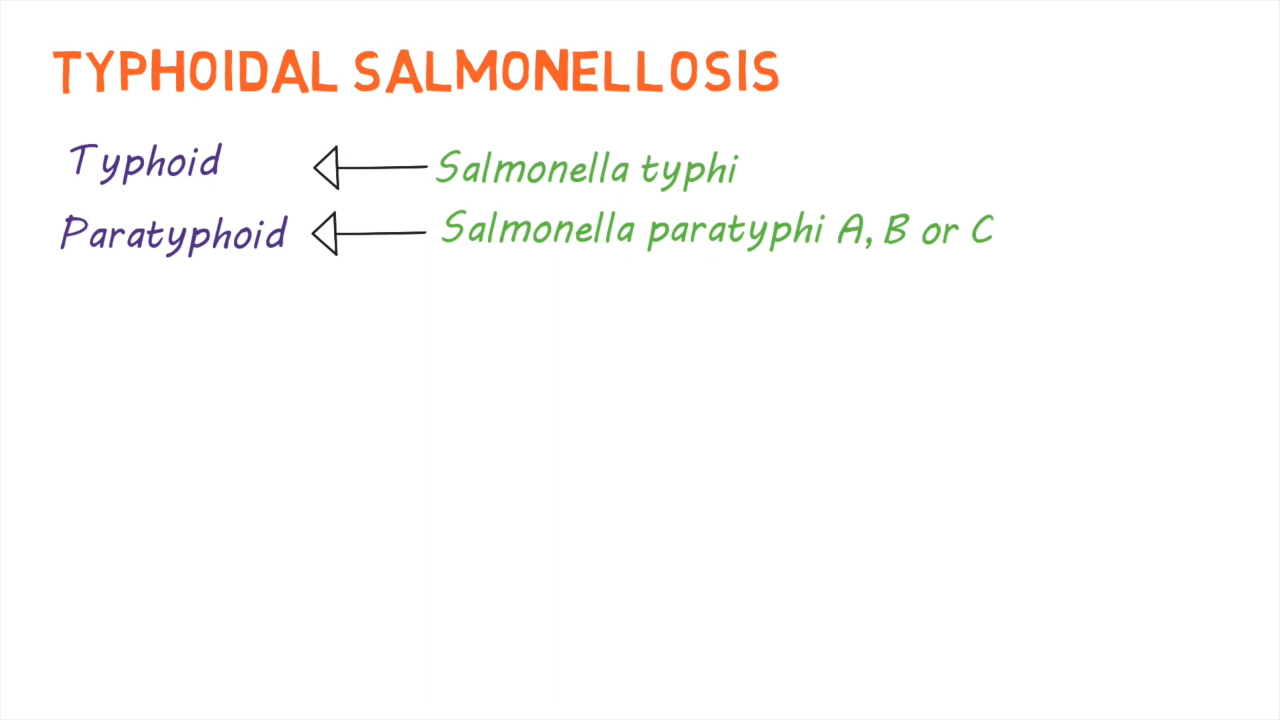 TYPHOIDAL SALMONELLOSIS
Typhoid Salmonella typhi
Paratyphoid Salmonella paratyphi A, B or C